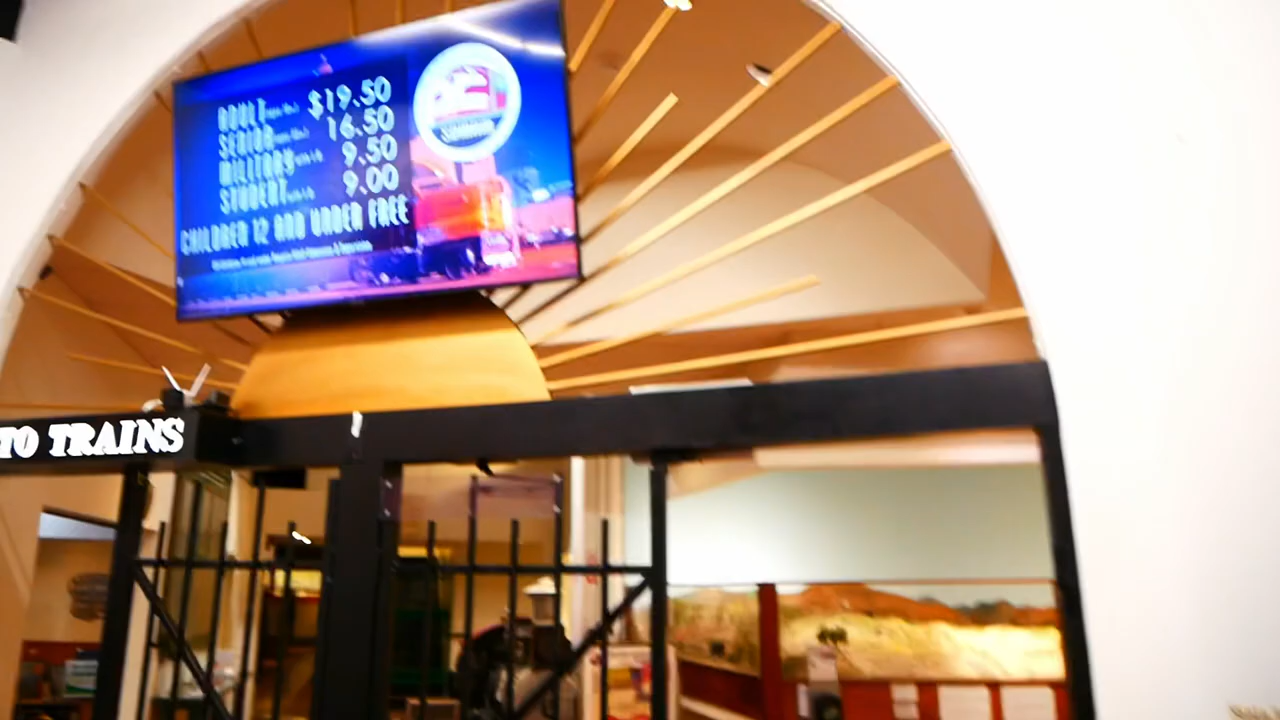 ADULT $19.50
SENIOR 16.50
MILITARY 9.50
STUDENT 9.00
CHILDREN 12 AND UNDER FREE
TO TRAINS